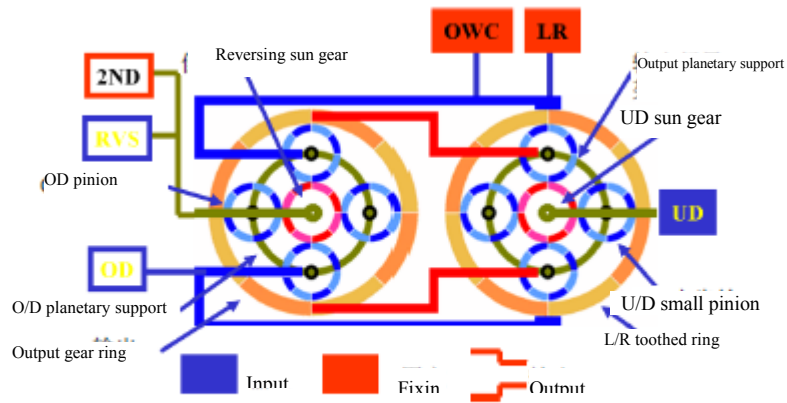 OWC
LR
Reversing sun gear
Output planetary support
2ND
UD sun gear
RVS
OD pinion
UD
OD
O/D planetary support
U/D small pinion
L/R toothed ring
Output gear ring
Input
Fixin
Output